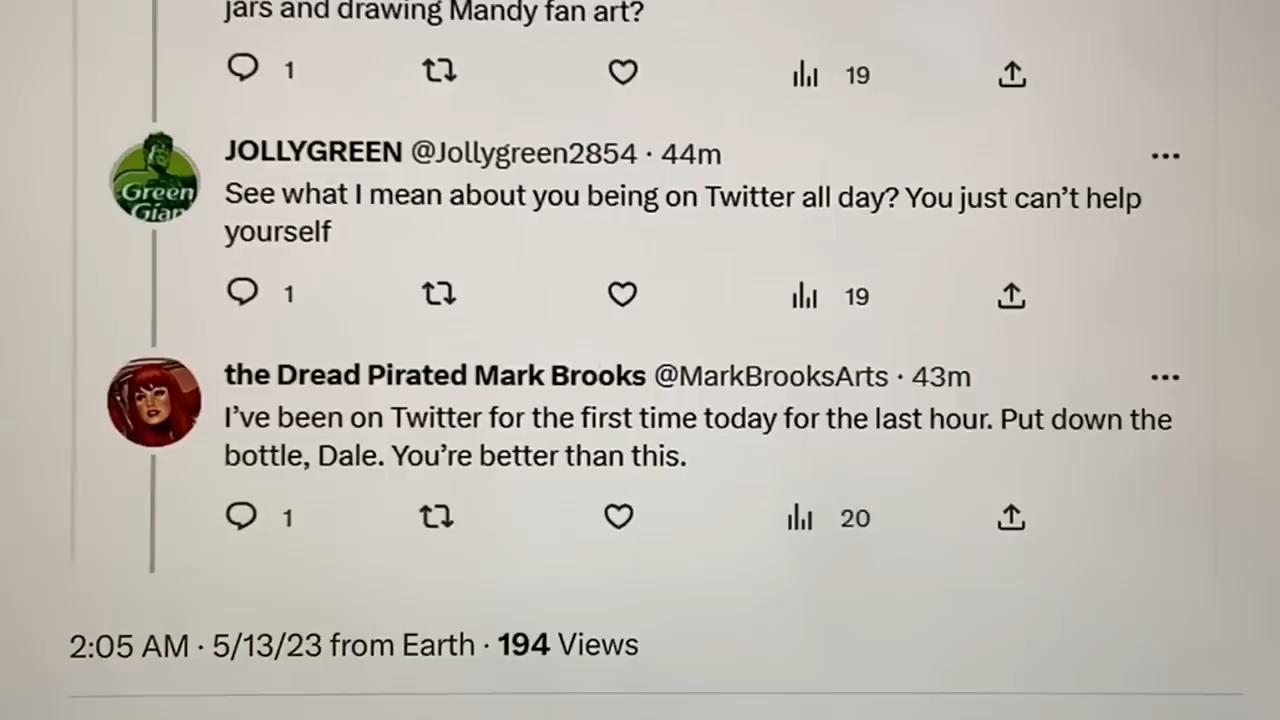 jars and drawing Mandy fan art?
1 19
JOLLYGREEN @Jollygreen2854 · 44m
Green
Giant
See what I mean about you being on Twitter all day? You just can’t help
yourself
1 19
the Dread Pirated Mark Brooks @MarkBrooksArts · 43m
I’ve been on Twitter for the first time today for the last hour. Put down the
bottle, Dale. You’re better than this.
1 20
2:05 AM · 5/13/23 from Earth · 194 Views